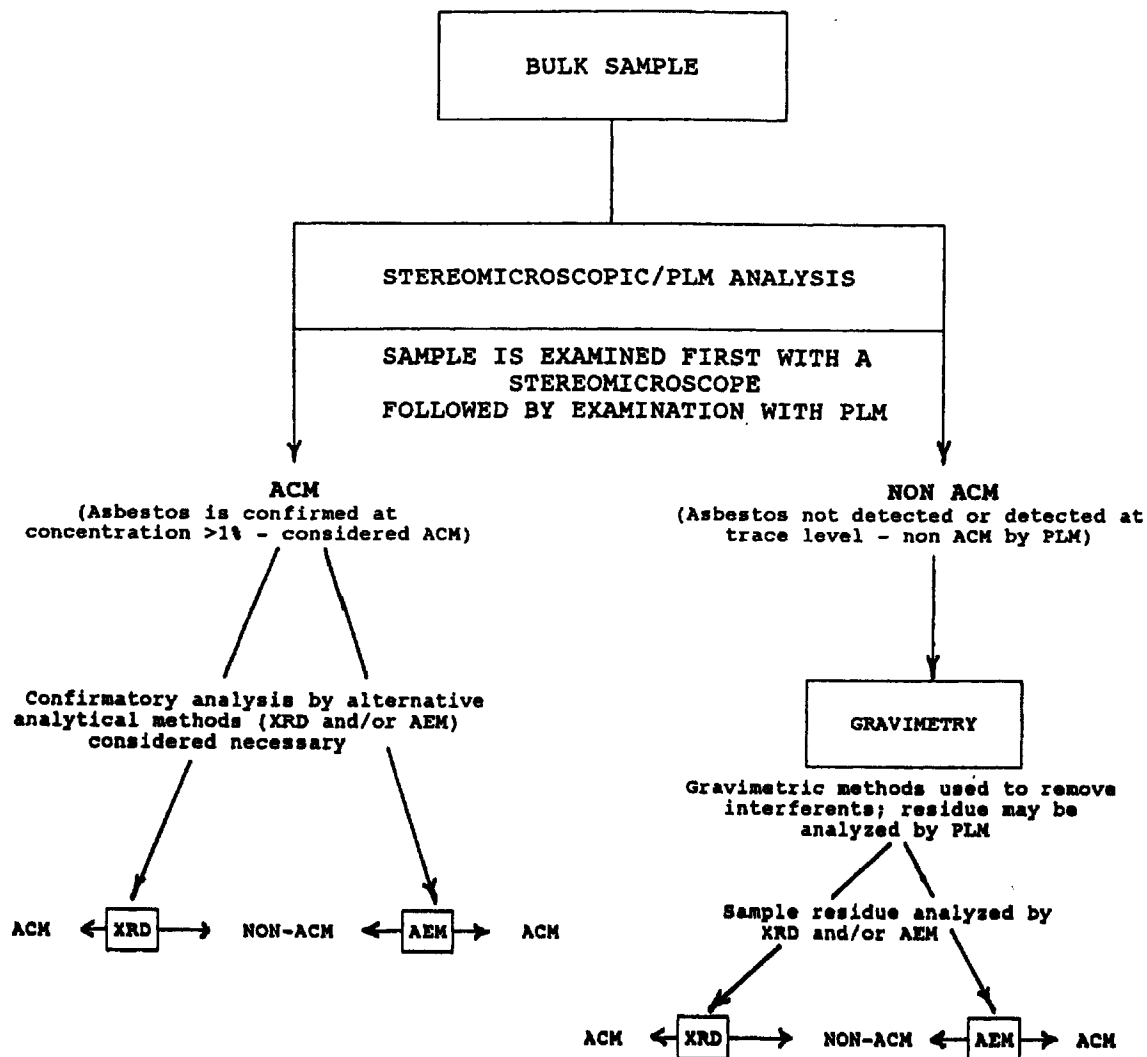 BULK SAMPLE
STEREOMICROSCOPIC/PLM ANALYSIS
SAMPLE IS EXAMINED FIRST WITH A
STEREOMICROSCOPE
FOLLOWED BY EXAMINATION WITH PLM
ACM
(Asbestos is confirmed at
concentration >1% - considered ACM)
Confirmatory analysis by alternative
analytical methods (XRD and/or AEM)
considered necessary
ACM XRD NON-ACM AEM ACM
NON ACM
(Asbestos not detected or detected at
trace level - non ACM by PLM)
GRAVIMETRY
Gravimetric methods used to remove
interferents; residue may be
analyzed by PLM
Sample residue analyzed by
XRD and/or AEM
ACM XRD NON-ACM AEM ACM